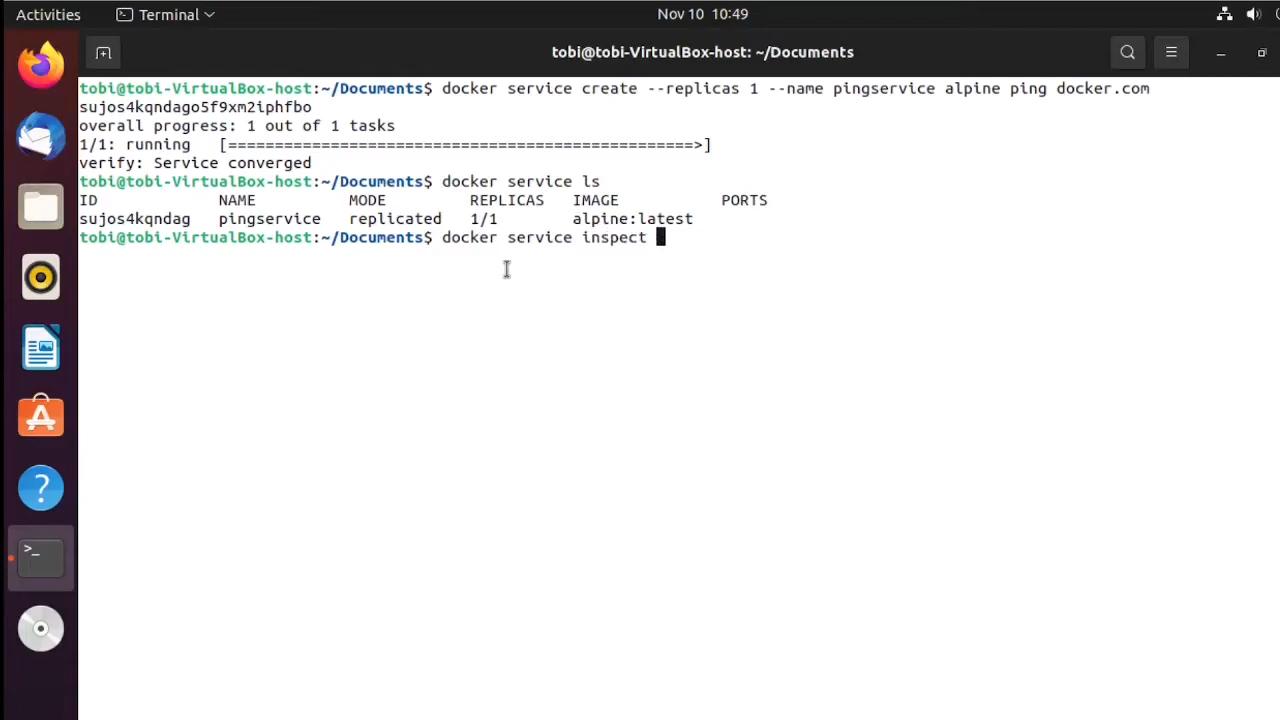 Activities
Terminal
Nov 10 10:49
tobi@tobi-VirtualBox-host: ~/Documents
tobi@tobi-VirtualBox-host:~/Documents$ docker service create --replicas 1 --name pingservice alpine ping docker.com
sujos4kqndago5f9xm2iphfbo
overall progress: 1 out of 1 tasks
1/1: running   [==================================================>]
verify: Service converged
tobi@tobi-VirtualBox-host:~/Documents$ docker service ls
ID             NAME          MODE         REPLICAS   IMAGE           PORTS
sujos4kqndag   pingservice   replicated   1/1        alpine:latest
tobi@tobi-VirtualBox-host:~/Documents$ docker service inspect